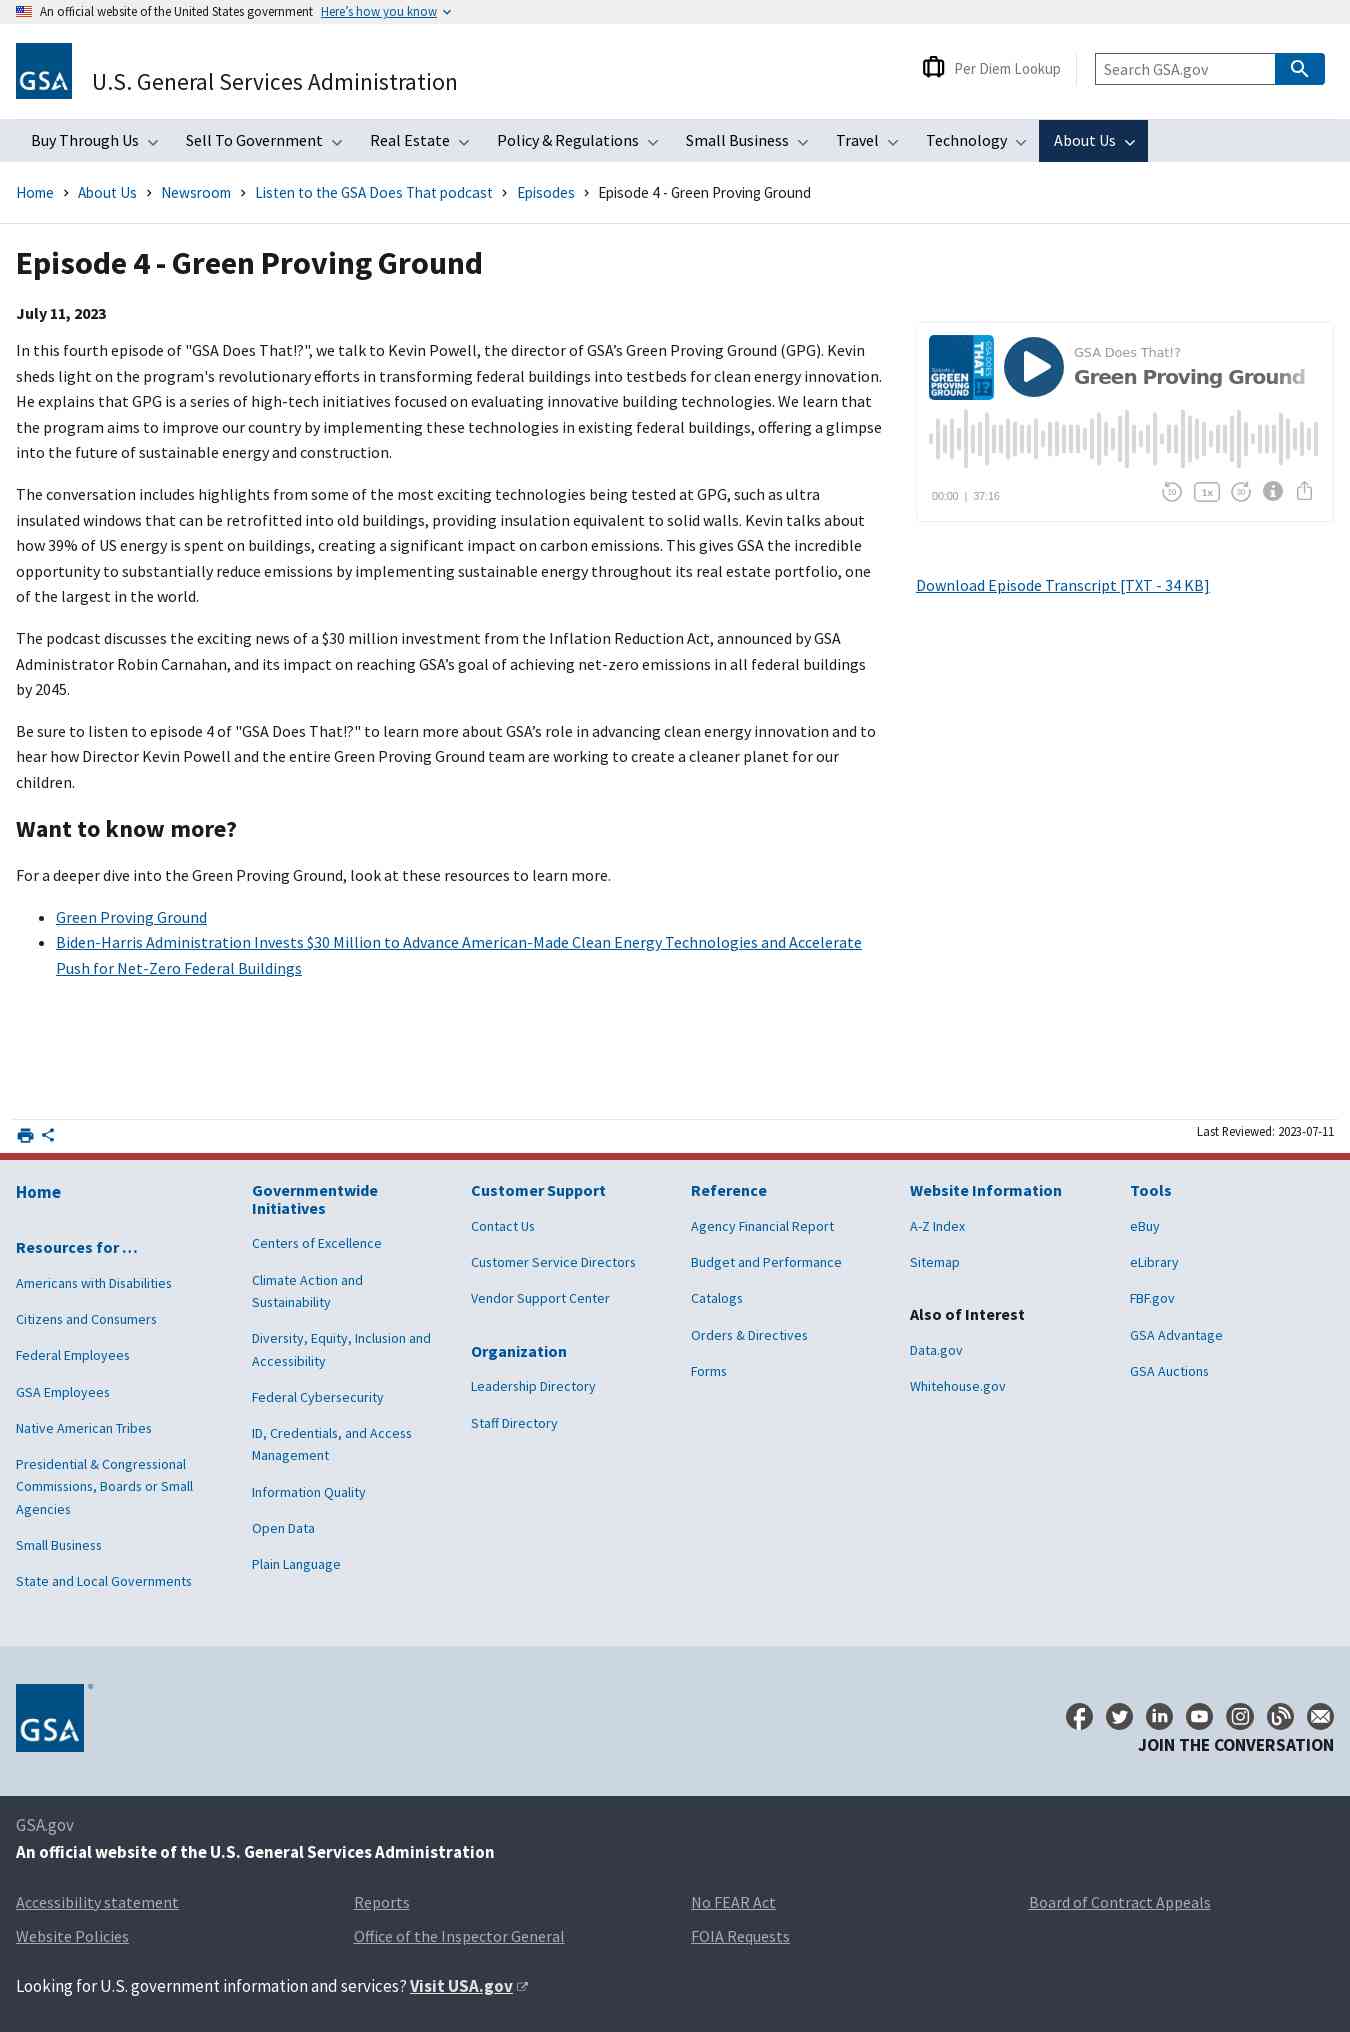 An official website of the United States government Here’s how you know
GSA
U.S. General Services Administration
Per Diem Lookup
Search GSA.gov
Buy Through Us Sell To Government Real Estate Policy & Regulations Small Business Travel Technology About Us
Home About Us Newsroom Listen to the GSA Does That podcast Episodes Episode 4 - Green Proving Ground
Episode 4 - Green Proving Ground
July 11, 2023
In this fourth episode of "GSA Does That!?", we talk to Kevin Powell, the director of GSA’s Green Proving Ground (GPG). Kevin
sheds light on the program's revolutionary efforts in transforming federal buildings into testbeds for clean energy innovation.
He explains that GPG is a series of high-tech initiatives focused on evaluating innovative building technologies. We learn that
the program aims to improve our country by implementing these technologies in existing federal buildings, offering a glimpse
into the future of sustainable energy and construction.
The conversation includes highlights from some of the most exciting technologies being tested at GPG, such as ultra
insulated windows that can be retrofitted into old buildings, providing insulation equivalent to solid walls. Kevin talks about
how 39% of US energy is spent on buildings, creating a significant impact on carbon emissions. This gives GSA the incredible
opportunity to substantially reduce emissions by implementing sustainable energy throughout its real estate portfolio, one
of the largest in the world.
The podcast discusses the exciting news of a $30 million investment from the Inflation Reduction Act, announced by GSA
Administrator Robin Carnahan, and its impact on reaching GSA’s goal of achieving net-zero emissions in all federal buildings
by 2045.
Be sure to listen to episode 4 of "GSA Does That!?" to learn more about GSA’s role in advancing clean energy innovation and to
hear how Director Kevin Powell and the entire Green Proving Ground team are working to create a cleaner planet for our
children.
Want to know more?
For a deeper dive into the Green Proving Ground, look at these resources to learn more.
Green Proving Ground
Biden-Harris Administration Invests $30 Million to Advance American-Made Clean Energy Technologies and Accelerate
Push for Net-Zero Federal Buildings
GREEN
PROVING
GROUND
GSA DOES
THAT!?
GSA Does That!?
Green Proving Ground
00:00 | 37:16
10 1x 30
Download Episode Transcript [TXT - 34 KB]
Last Reviewed: 2023-07-11
Home
Resources for …
Americans with Disabilities
Citizens and Consumers
Federal Employees
GSA Employees
Native American Tribes
Presidential & Congressional
Commissions, Boards or Small
Agencies
Small Business
State and Local Governments
Governmentwide
Initiatives
Centers of Excellence
Climate Action and
Sustainability
Diversity, Equity, Inclusion and
Accessibility
Federal Cybersecurity
ID, Credentials, and Access
Management
Information Quality
Open Data
Plain Language
Customer Support
Contact Us
Customer Service Directors
Vendor Support Center
Organization
Leadership Directory
Staff Directory
Reference
Agency Financial Report
Budget and Performance
Catalogs
Orders & Directives
Forms
Website Information
A-Z Index
Sitemap
Also of Interest
Data.gov
Whitehouse.gov
Tools
eBuy
eLibrary
FBF.gov
GSA Advantage
GSA Auctions
GSA
JOIN THE CONVERSATION
GSA.gov
An official website of the U.S. General Services Administration
Accessibility statement Reports No FEAR Act Board of Contract Appeals
Website Policies Office of the Inspector General FOIA Requests
Looking for U.S. government information and services? Visit USA.gov